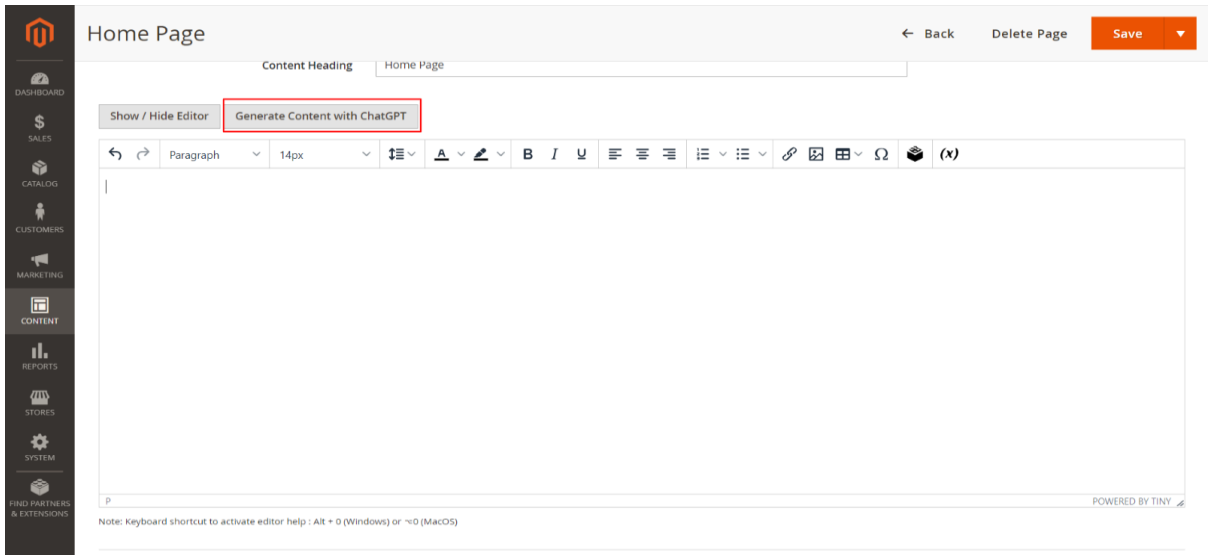 Home Page
← Back
Delete Page
Save
Content Heading
Home Page
DASHBOARD
SALES
CATALOG
CUSTOMERS
MARKETING
CONTENT
REPORTS
STORES
SYSTEM
FIND PARTNERS
& EXTENSIONS
Show / Hide Editor
Generate Content with ChatGPT
Paragraph
14px
A
B I U
Ω
(x)
P
POWERED BY TINY
Note: Keyboard shortcut to activate editor help : Alt + 0 (Windows) or ⌥0 (MacOS)